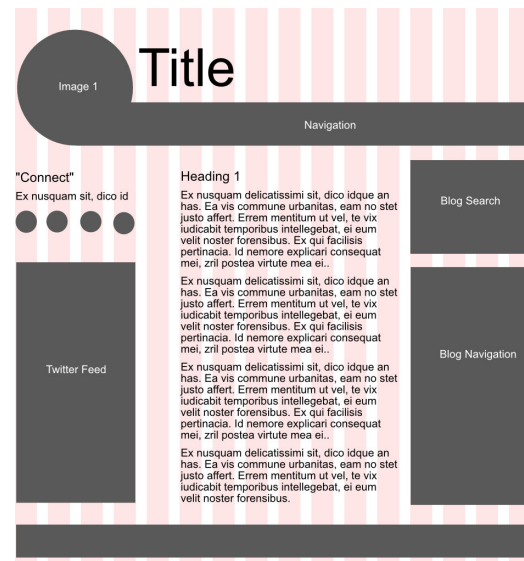 Title
Image 1
Navigation
"Connect"
Ex nusquam sit, dico id
Twitter Feed
Heading 1
Ex nusquam delicatissimi sit, dico idque an
has. Ea vis commune urbanitas, eam no stet
justo affert. Errem mentitum ut vel, te vix
iudicabit temporibus intellegebat, ei eum
velit noster forensibus. Ex qui facilisis
pertinacia. Id nemore explicari consequat
mei, zril postea virtute mea ei..
Ex nusquam delicatissimi sit, dico idque an
has. Ea vis commune urbanitas, eam no stet
justo affert. Errem mentitum ut vel, te vix
iudicabit temporibus intellegebat, ei eum
velit noster forensibus. Ex qui facilisis
pertinacia. Id nemore explicari consequat
mei, zril postea virtute mea ei..
Ex nusquam delicatissimi sit, dico idque an
has. Ea vis commune urbanitas, eam no stet
justo affert. Errem mentitum ut vel, te vix
iudicabit temporibus intellegebat, ei eum
velit noster forensibus. Ex qui facilisis
pertinacia. Id nemore explicari consequat
mei, zril postea virtute mea ei..
Ex nusquam delicatissimi sit, dico idque an
has. Ea vis commune urbanitas, eam no stet
justo affert. Errem mentitum ut vel, te vix
iudicabit temporibus intellegebat, ei eum
velit noster forensibus.
Blog Search
Blog Navigation